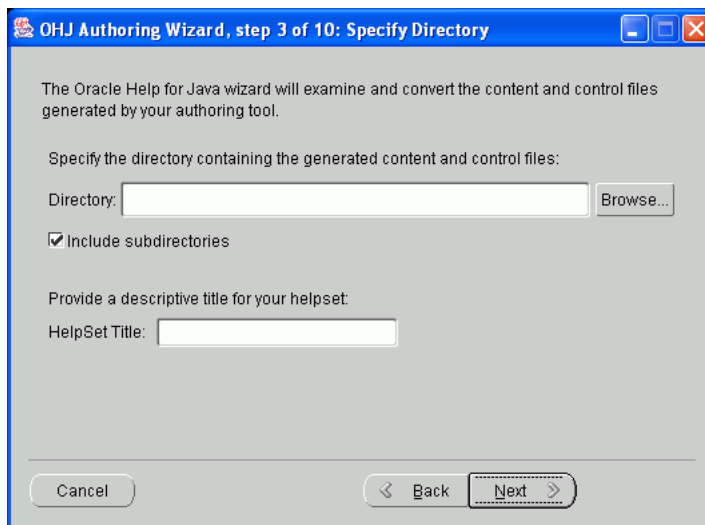 OHJ Authoring Wizard, step 3 of 10: Specify Directory
The Oracle Help for Java wizard will examine and convert the content and control files
generated by your authoring tool.
Specify the directory containing the generated content and control files:
Directory:
Browse...
Include subdirectories
Provide a descriptive title for your helpset:
HelpSet Title:
Cancel
Back
Next